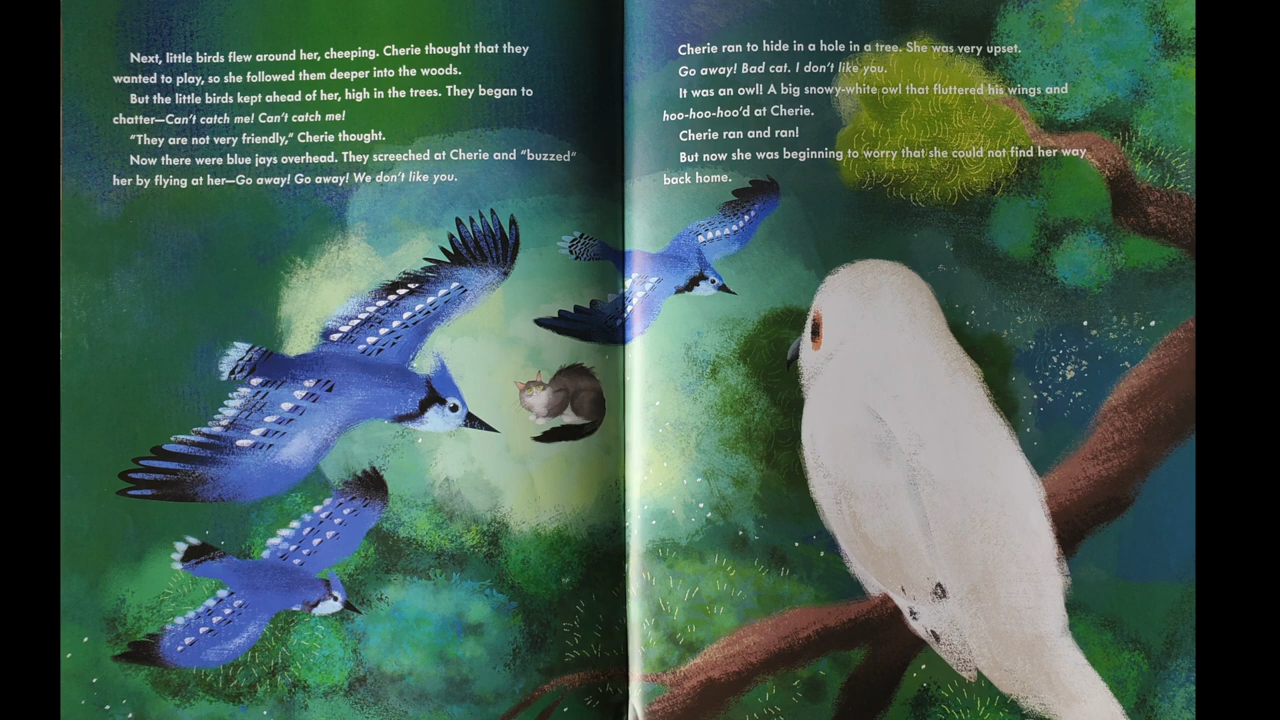 Next, little birds flew around her, cheeping. Cherie thought that they
wanted to play, so she followed them deeper into the woods.
But the little birds kept ahead of her, high in the trees. They began to
chatter—Can't catch me! Can't catch me!
"They are not very friendly," Cherie thought.
Now there were blue jays overhead. They screeched at Cherie and "buzzed"
her by flying at her—Go away! Go away! We don't like you.
Cherie ran to hide in a hole in a tree. She was very upset.
Go away! Bad cat. I don't like you.
It was an owl! A big snowy-white owl that fluttered his wings and
hoo-hoo-hoo'd at Cherie.
Cherie ran and ran!
But now she was beginning to worry that she could not find her way
back home.